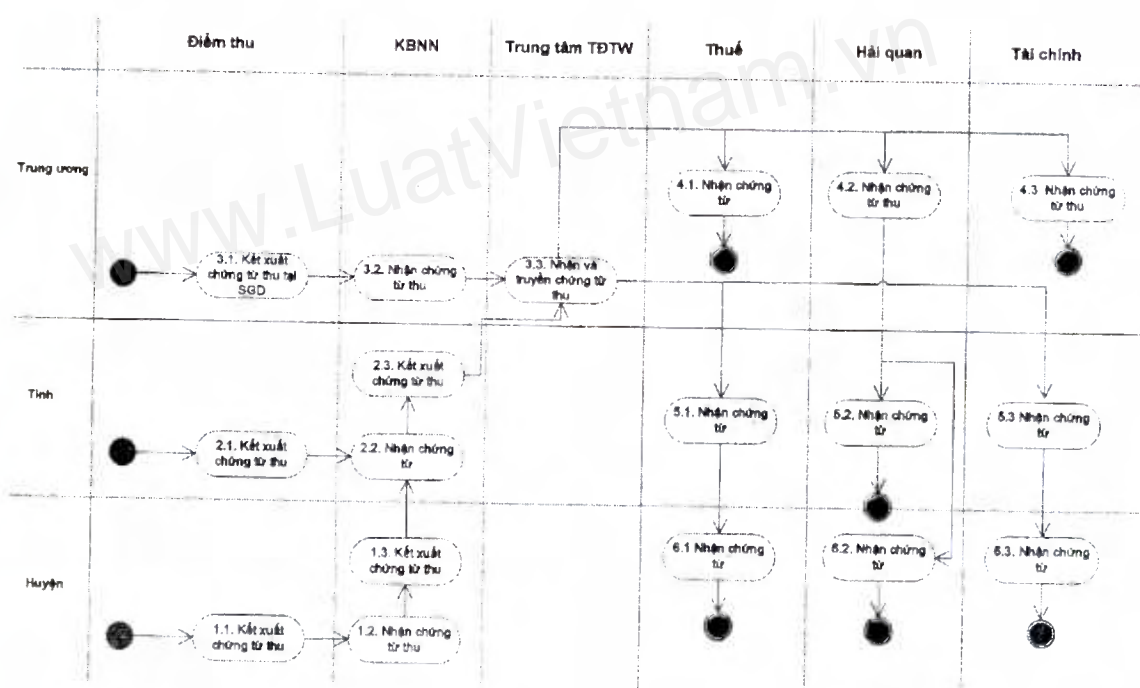 Điểm thu
KBNN
Trung tâm TĐTW
Thuế
Hải quan
Tài chính
www.LuatVietnam.vn
Trung ương
4.1. Nhận chứng
từ
4.2. Nhận chứng
từ thu
4.3 Nhận chứng
từ thu
3.1. Kết xuất
chứng từ thu tại
SGD
3.2. Nhận chứng
từ thu
3.3. Nhận và
truyền chứng từ
thu
Tỉnh
2.3. Kết xuất
chứng từ thu
5.1. Nhận chứng
từ
5.2. Nhận chứng
từ
5.3 Nhận chứng
từ
2.1. Kết xuất
chứng từ thu
2.2. Nhận chứng
từ
Huyện
1.3. Kết xuất
chứng từ thu
6.1 Nhận chứng
từ
6.2. Nhận chứng
từ
6.3. Nhận chứng
từ
1.1. Kết xuất
chứng từ thu
1.2. Nhận chứng
từ thu